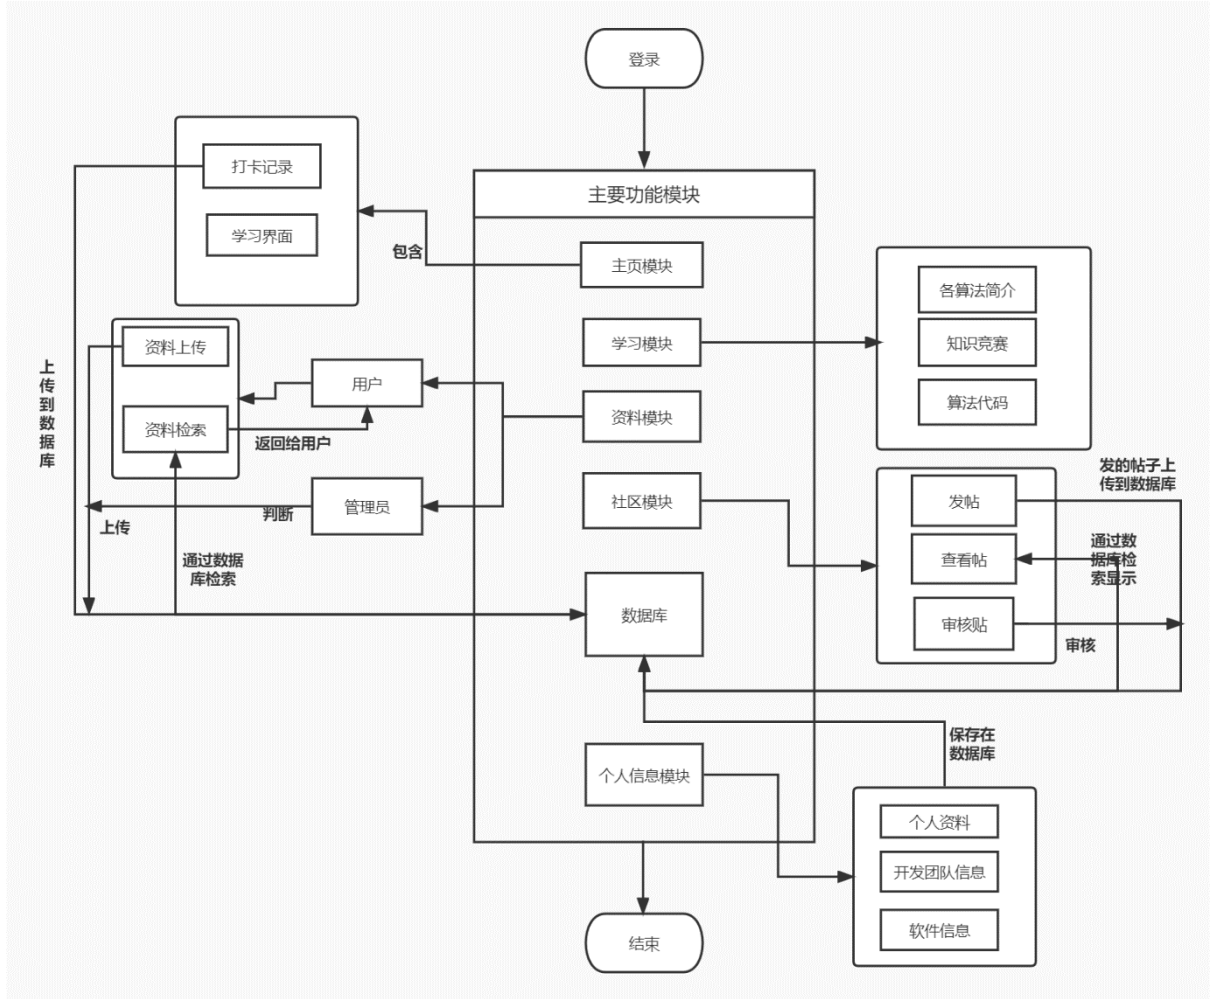 登录
主要功能模块
主页模块
学习模块
资料模块
社区模块
数据库
个人信息模块
结束
包含
打卡记录
学习界面
上传到数据库
资料上传
资料检索
用户
返回给用户
管理员
判断
上传
通过数据
库检索
各算法简介
知识竞赛
算法代码
发帖
查看帖
审核贴
发的帖子上
传到数据库
通过数
据库检
索显示
审核
保存在
数据库
个人资料
开发团队信息
软件信息